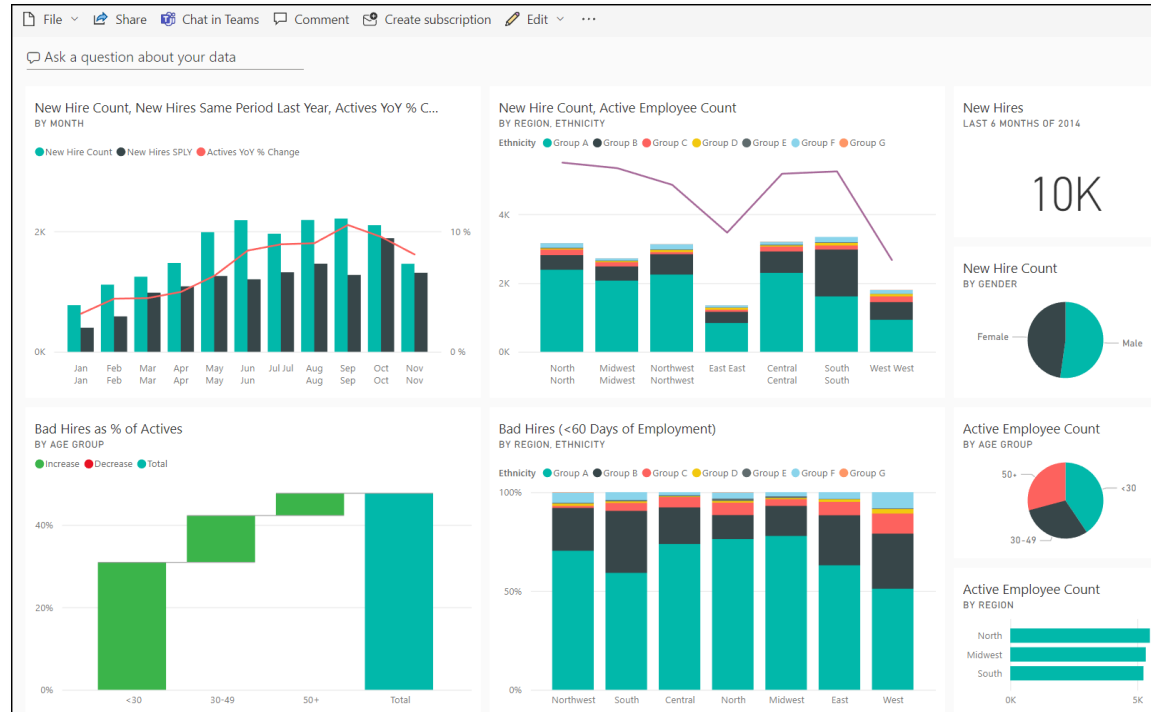 File Share Chat in Teams Comment Create subscription Edit ...
Ask a question about your data
New Hire Count, New Hires Same Period Last Year, Actives YoY % C...
BY MONTH
New Hire Count New Hires SPLY Actives YoY % Change
2K
10 %
0K
0 %
Jan Feb Mar Apr May Jun Jul Jul Aug Sep Oct Nov
Jan Feb Mar Apr May Jun Aug Sep Oct Nov
New Hire Count, Active Employee Count
BY REGION, ETHNICITY
Ethnicity Group A Group B Group C Group D Group E Group F Group G
4K
2K
0K
North Midwest Northwest East East Central South West West
North Midwest Northwest Central South
New Hires
LAST 6 MONTHS OF 2014
10K
New Hire Count
BY GENDER
Female
Male
Bad Hires as % of Actives
BY AGE GROUP
Increase Decrease Total
40%
20%
0%
<30 30-49 50+ Total
Bad Hires (<60 Days of Employment)
BY REGION, ETHNICITY
Ethnicity Group A Group B Group C Group D Group E Group F Group G
100%
50%
0%
Northwest South Central North Midwest East West
Active Employee Count
BY AGE GROUP
50+
<30
30-49
Active Employee Count
BY REGION
North
Midwest
South
0K 5K